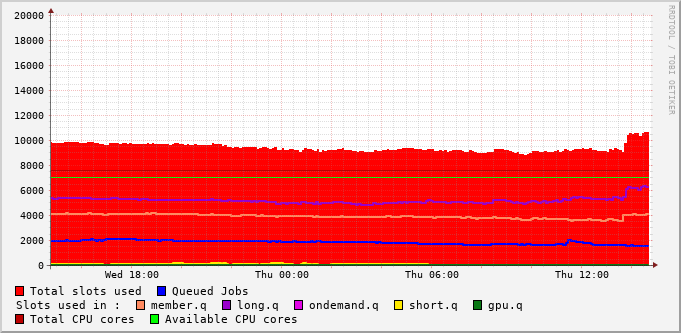 RRDTOOL / TOBI OETIKER
20000
18000
16000
14000
12000
10000
8000
6000
4000
2000
0
Wed 18:00 Thu 00:00 Thu 06:00 Thu 12:00
Total slots used Queued Jobs
Slots used in : member.q long.q ondemand.q short.q gpu.q
Total CPU cores Available CPU cores